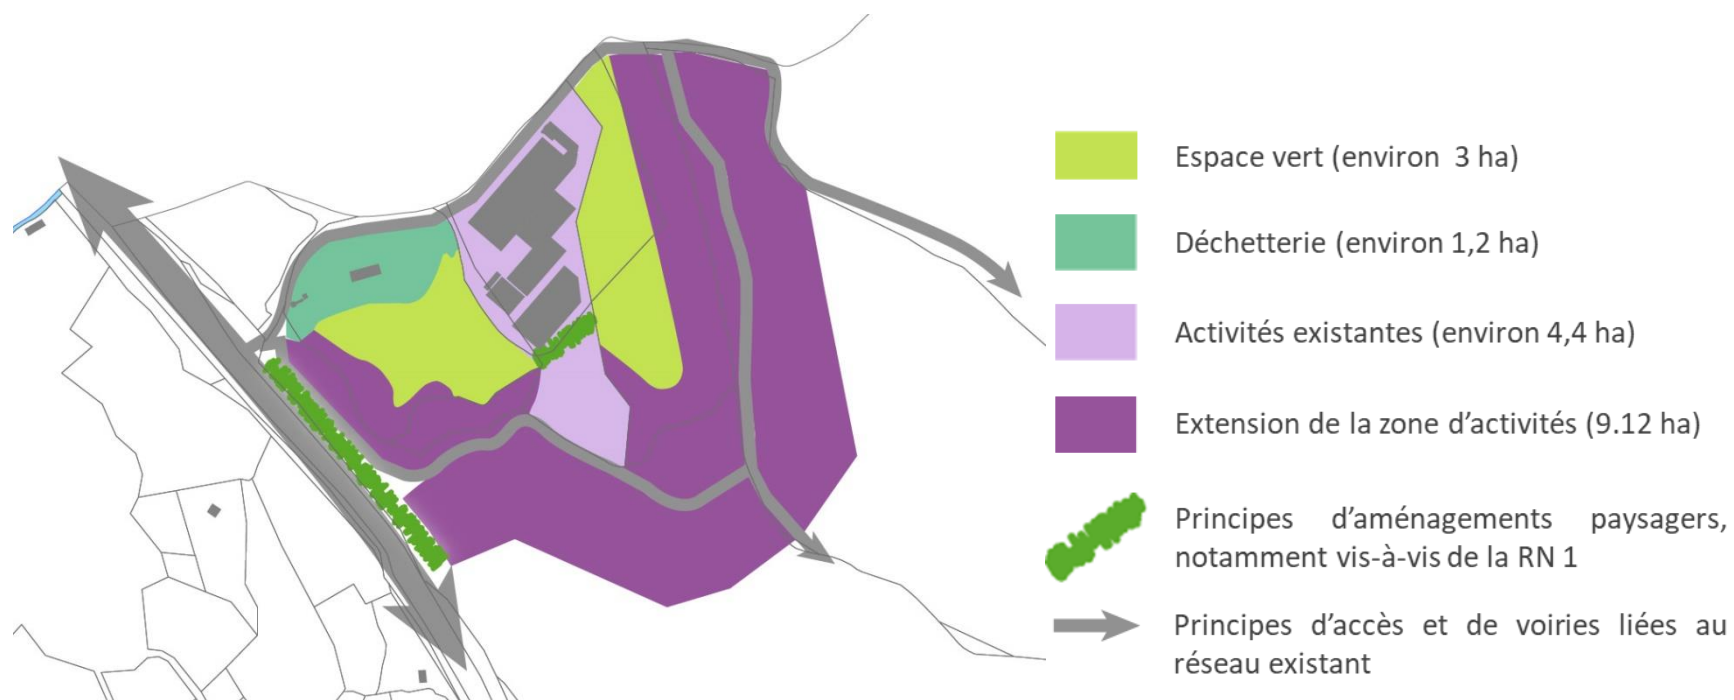 Espace vert (environ 3 ha)
Déchetterie (environ 1,2 ha)
Activités existantes (environ 4,4 ha)
Extension de la zone d’activités (9.12 ha)
Principes d’aménagements paysagers,
notamment vis-à-vis de la RN 1
Principes d’accès et de voiries liées au
réseau existant